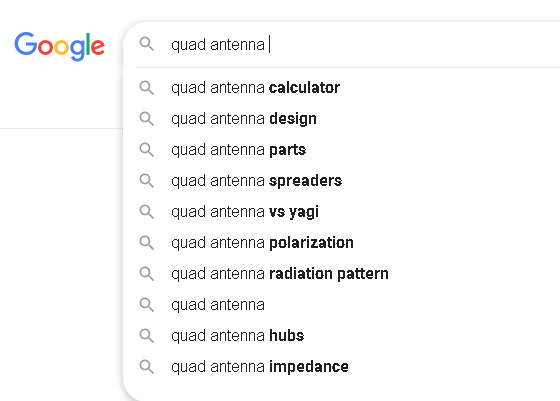 Google
quad antenna
quad antenna calculator
quad antenna design
quad antenna parts
quad antenna spreaders
quad antenna vs yagi
quad antenna polarization
quad antenna radiation pattern
quad antenna
quad antenna hubs
quad antenna impedance